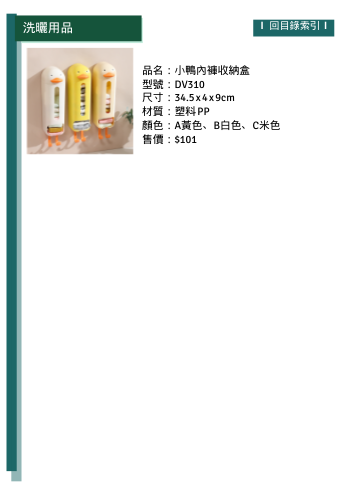 洗曬用品
回目錄索引
品名：小鴨內褲收納盒
型號：DV310
尺寸：34.5x4x9cm
材質：塑料PP
顏色：A黃色、B白色、C米色
售價：$101